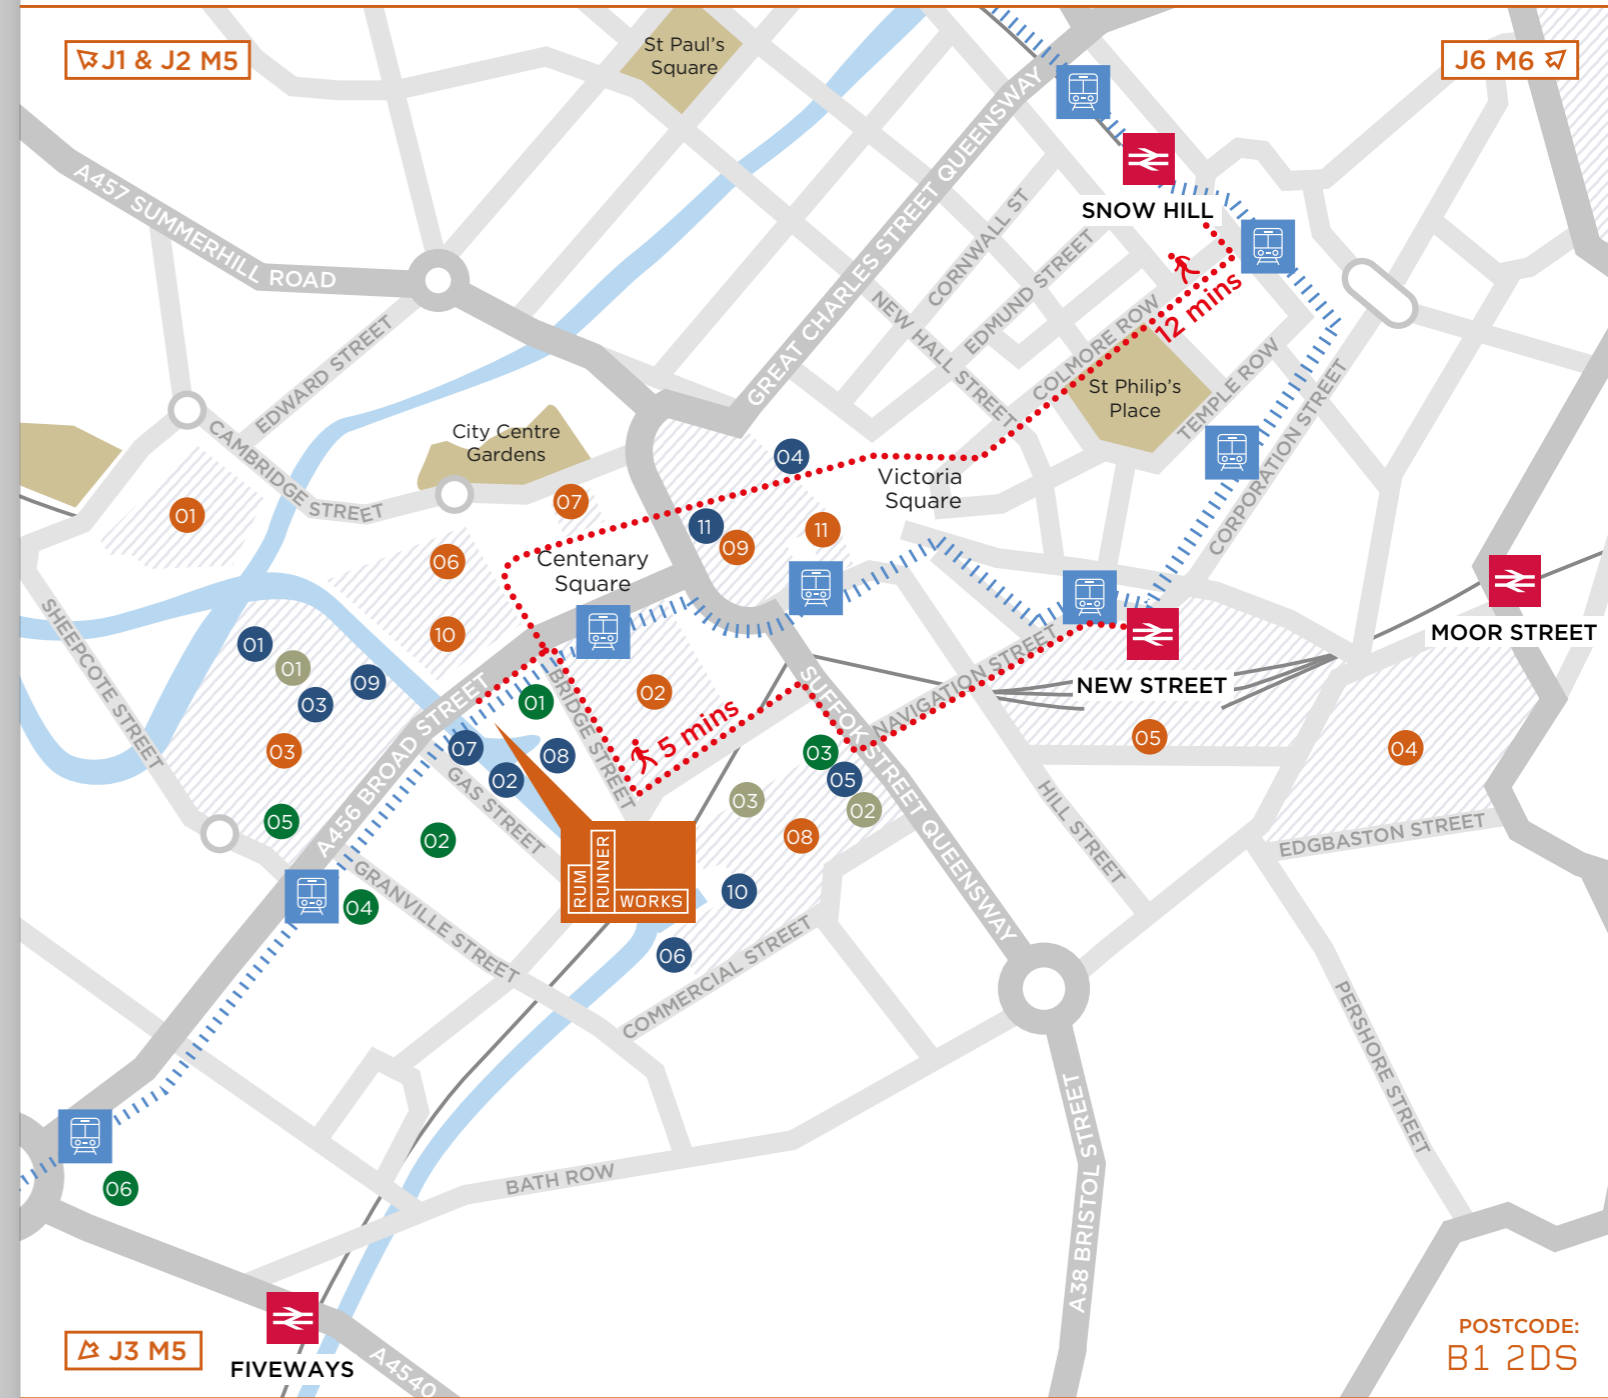 J1 & J2 M5
J6 M6
St Paul's
Square
A457 SUMMERHILL ROAD
GREAT CHARLES STREET QUEENSWAY
SNOW HILL
CORNWALL ST
EDMUND STREET
NEW HALL STREET
COLMORE ROW
12 mins
St Philip's
Place
TEMPLE ROW
CORPORATION STREET
EDWARD STREET
CAMBRIDGE STREET
City Centre
Gardens
04
Victoria
Square
01
07
11
09
11
06
Centenary
Square
10
SHEEPCOTE STREET
01
01
03
09
03
05
A456 BROAD STREET
01
BRIDGE STREET
02
5 mins
SUFFOK STREET QUEENSWAY
NAVIGATION STREET
NEW STREET
MOOR STREET
05
04
07
02
08
GAS STREET
02
03
05
02
03
08
10
06
HILL STREET
EDGBASTON STREET
RUM
RUNNER
WORKS
04
GRANVILLE STREET
COMMERCIAL STREET
PERSHORE STREET
06
BATH ROW
A38 BRISTOL STREET
FIVEWAYS
A4540
J3 M5
POSTCODE:
B1 2DS